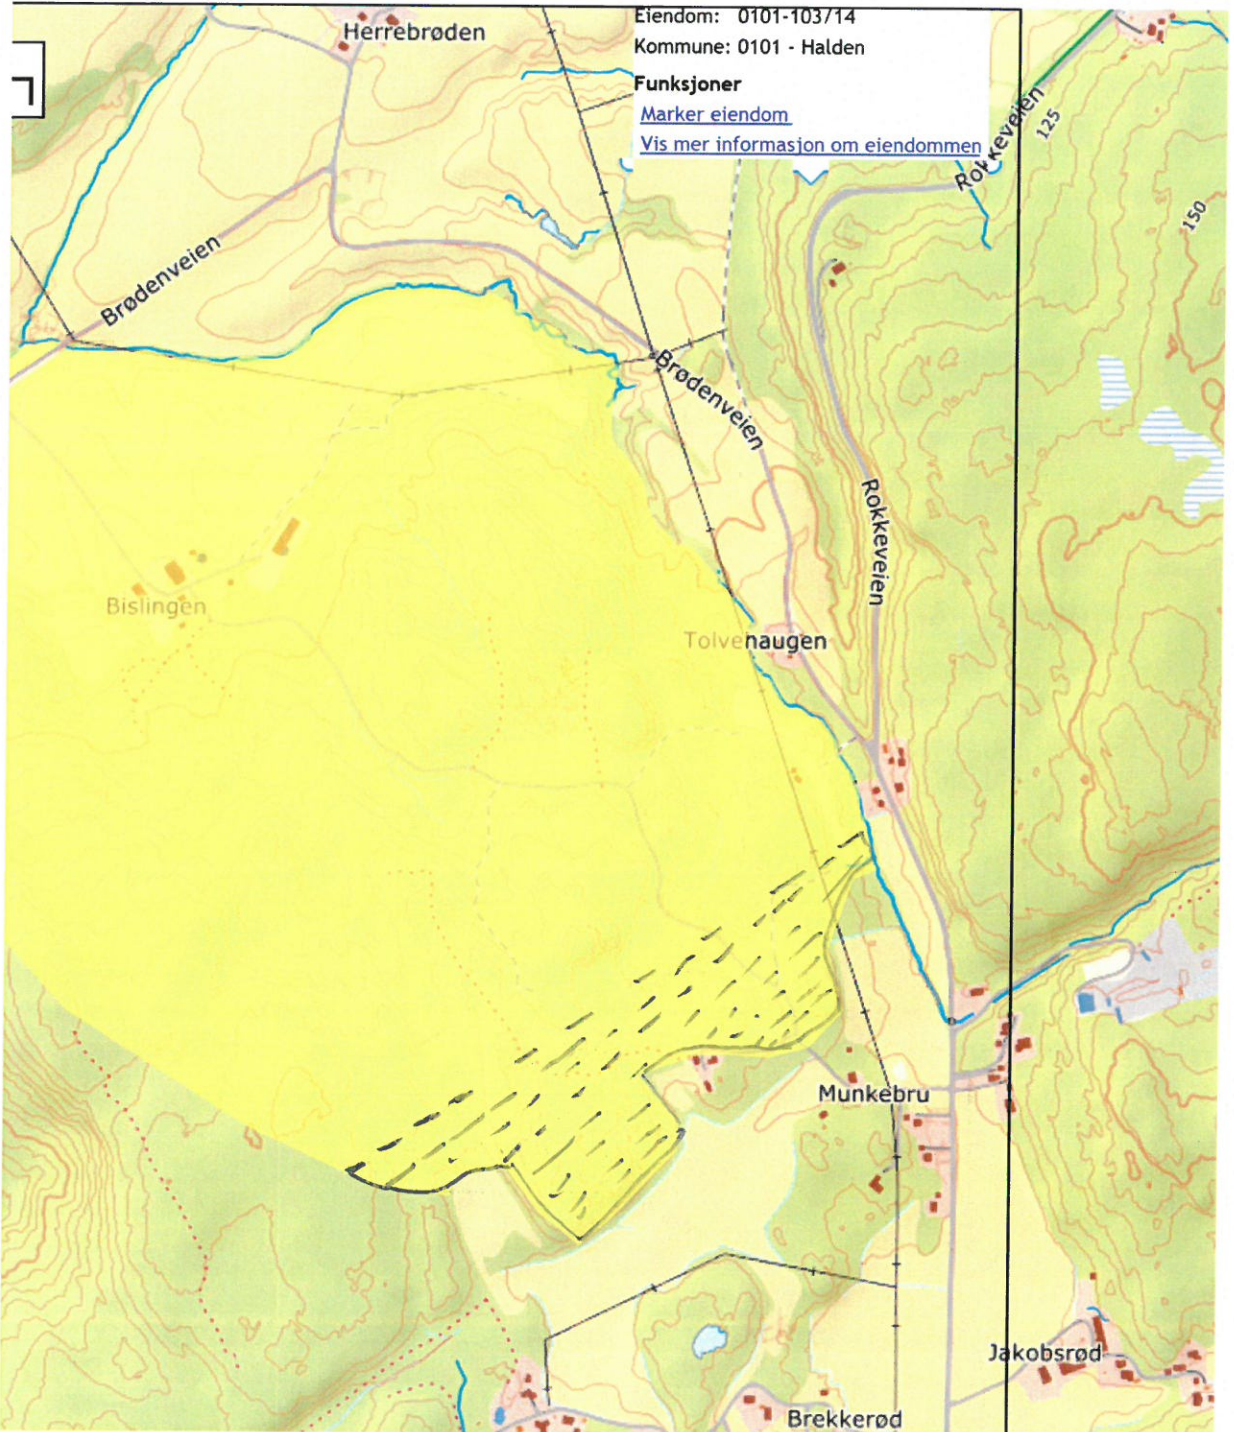 Eiendom: 0101-103/14
Kommune: 0101 - Halden
Funksjoner
Marker eiendom
Vis mer informasjon om eiendommen
Herrebrøden
Rokkeveien
125
150
Brødenveien
Brødenveien
Rokkeveien
Bislingen
Tolvehaugen
Munkebru
Jakobsrød
Brekkerød